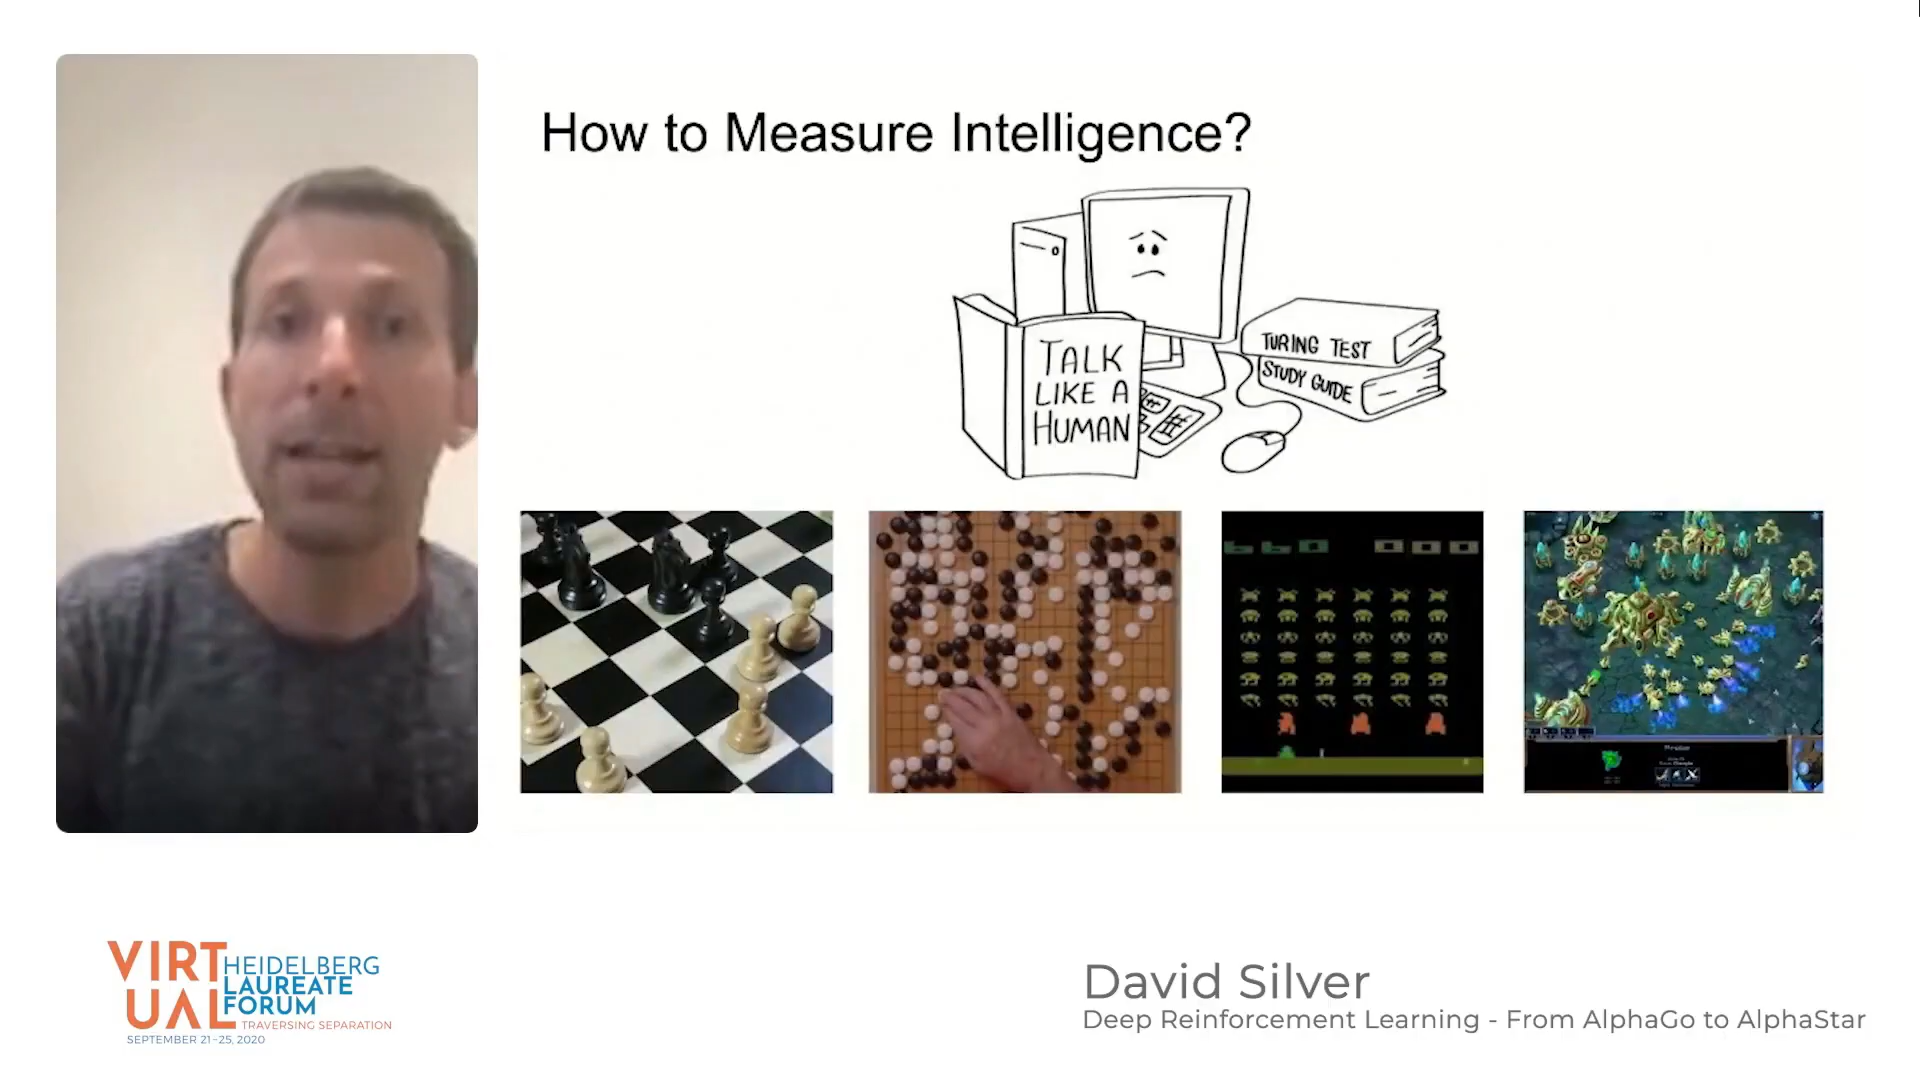 How to Measure Intelligence?
TALK
LIKE A
HUMAN
TURING TEST
STUDY GUIDE
VIRT
UAL
HEIDELBERG
LAUREATE
FORUM
TRAVERSING SEPARATION
SEPTEMBER 21-25, 2020
David Silver
Deep Reinforcement Learning - From AlphaGo to AlphaStar